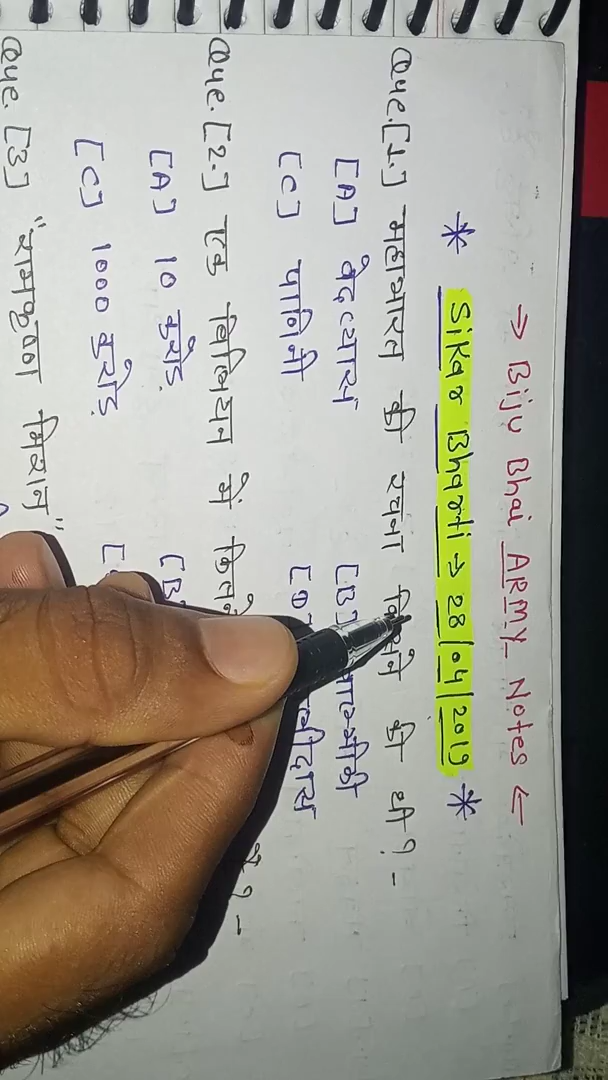 → Biju Bhai ARMY Notes ←
* Sikar Bharti → 28/04/2019 *
Que.[1.] महाभारत की रचना किसने की थी? -
[A] वेदव्यास [B]
[C] पाणिनी [D]
Que.[2.] एक मिलियन में कितने ? -
[A] 10 करोड़ [B]
[C] 1000 करोड़
Que.[3] "रामकृष्ण मिशन"